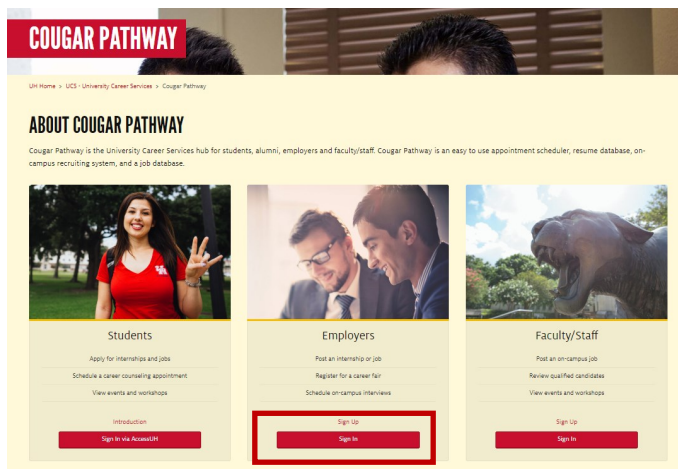 COUGAR PATHWAY
UH Home > UCS - University Career Services > Cougar Pathway
ABOUT COUGAR PATHWAY
Cougar Pathway is the University Career Services hub for students, alumni, employers and faculty/staff. Cougar Pathway is an easy to use appointment scheduler, resume database, on-
campus recruiting system, and a job database.
Students
Apply for internships and jobs
Schedule a career counseling appointment
View events and workshops
Introduction
Sign In via AccessUH
Employers
Post an internship or job
Register for a career fair
Schedule on-campus interviews
Sign Up
Sign In
Faculty/Staff
Post an on-campus job
Review qualified candidates
View events and workshops
Sign Up
Sign In